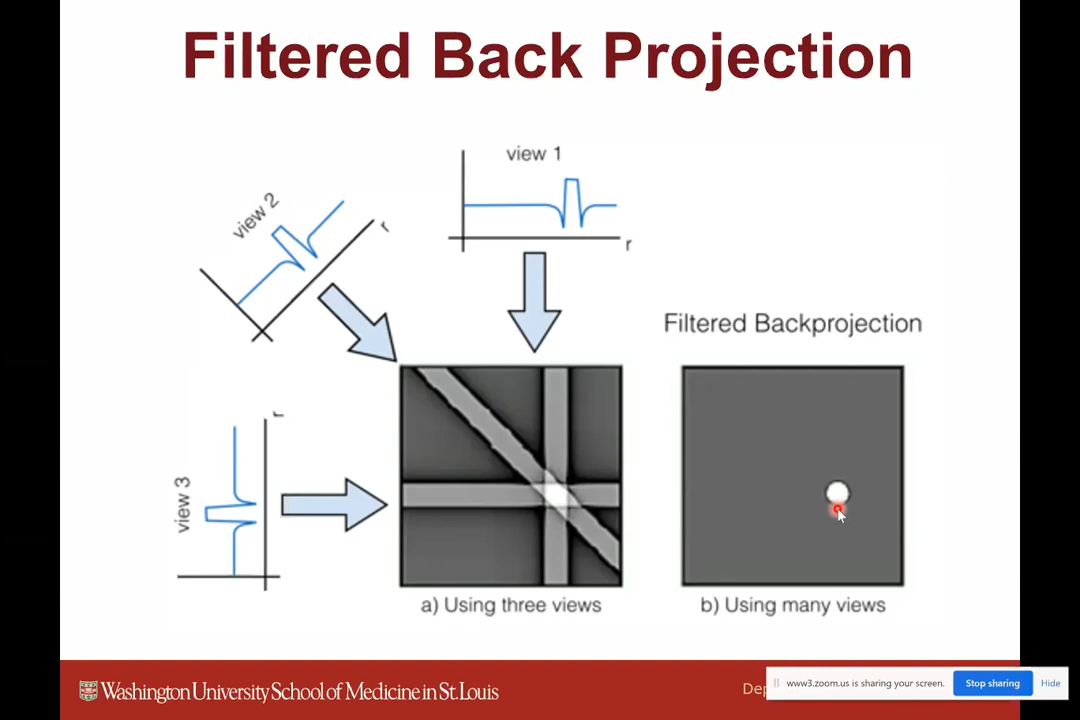 Filtered Back Projection
view 1
view 2
r
r
Filtered Backprojection
r
view 3
a) Using three views
b) Using many views
Washington University School of Medicine in St. Louis
www3.zoom.us is sharing your screen.
Stop sharing
Hide